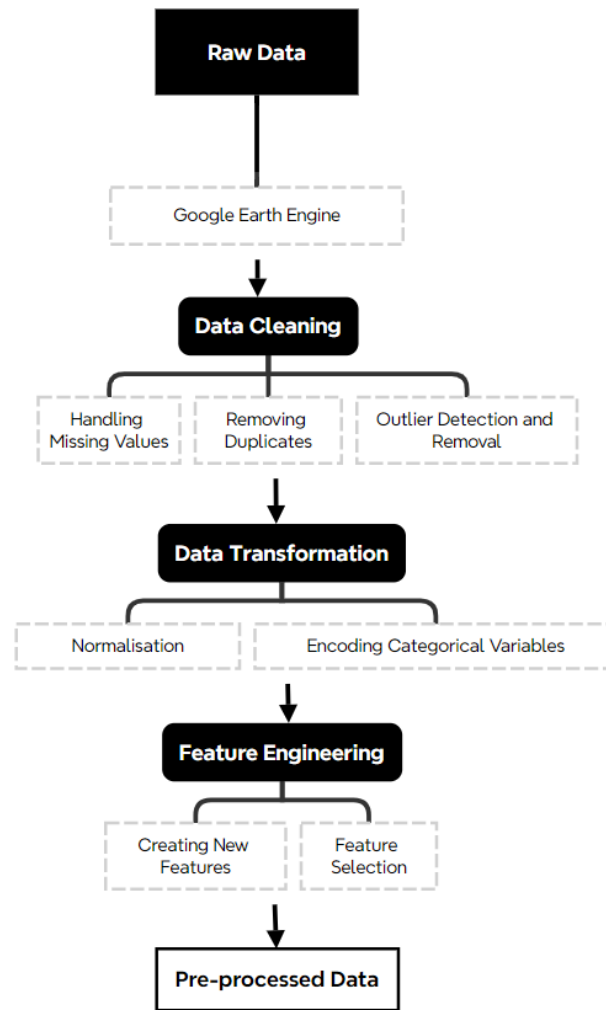 Raw Data
Google Earth Engine
Data Cleaning
Handling
Missing Values
Removing
Duplicates
Outlier Detection and
Removal
Data Transformation
Normalisation
Encoding Categorical Variables
Feature Engineering
Creating New
Features
Feature
Selection
Pre-processed Data